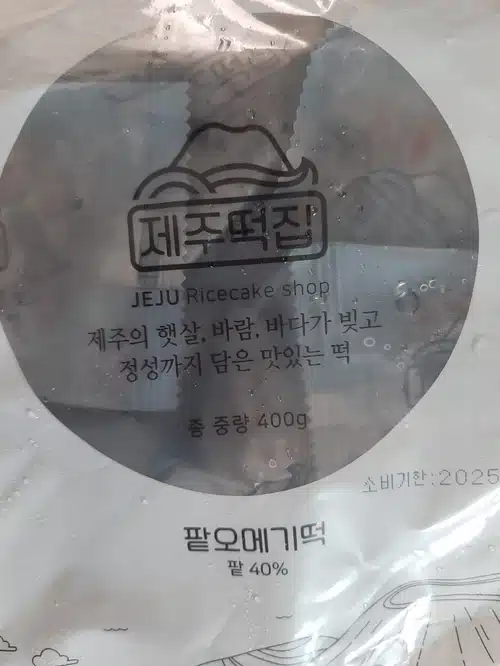 제주떡집
JEJU Ricecake shop
제주의 햇살, 바람, 바다가 빚고
정성까지 담은 맛있는 떡
총 중량 400g
소비기한:2025
팥오메기떡
팥 40%